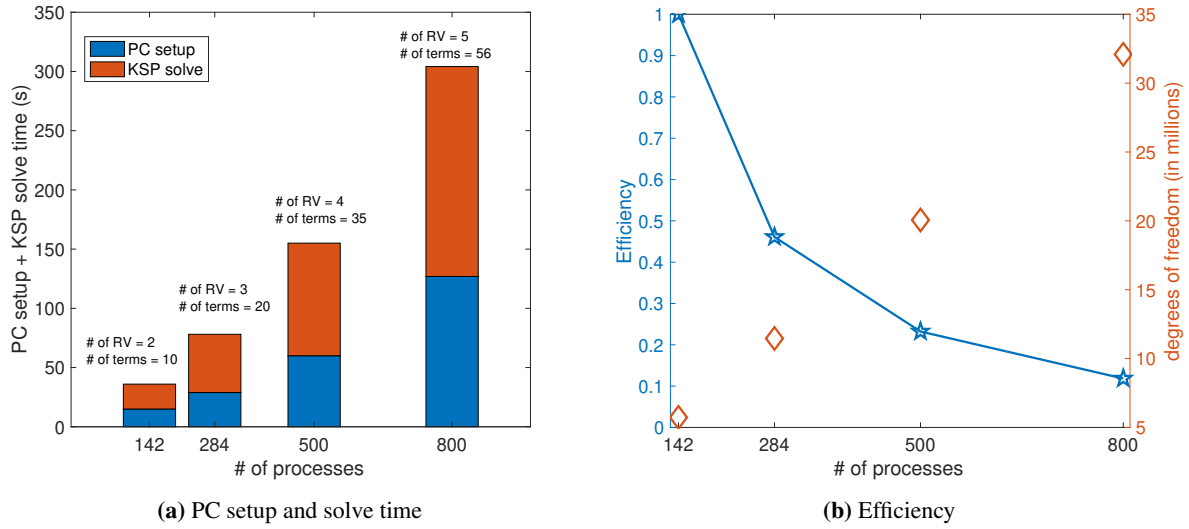 350
300
250
200
150
100
50
0
PC setup + KSP solve time (s)
PC setup
KSP solve
# of RV = 2
# of terms = 10
# of RV = 3
# of terms = 20
# of RV = 4
# of terms = 35
# of RV = 5
# of terms = 56
142
284
500
800
# of processes
(a) PC setup and solve time
1
0.9
0.8
0.7
0.6
0.5
0.4
0.3
0.2
0.1
0
Efficiency
35
30
25
20
15
10
5
degrees of freedom (in millions)
142
284
500
800
# of processes
(b) Efficiency